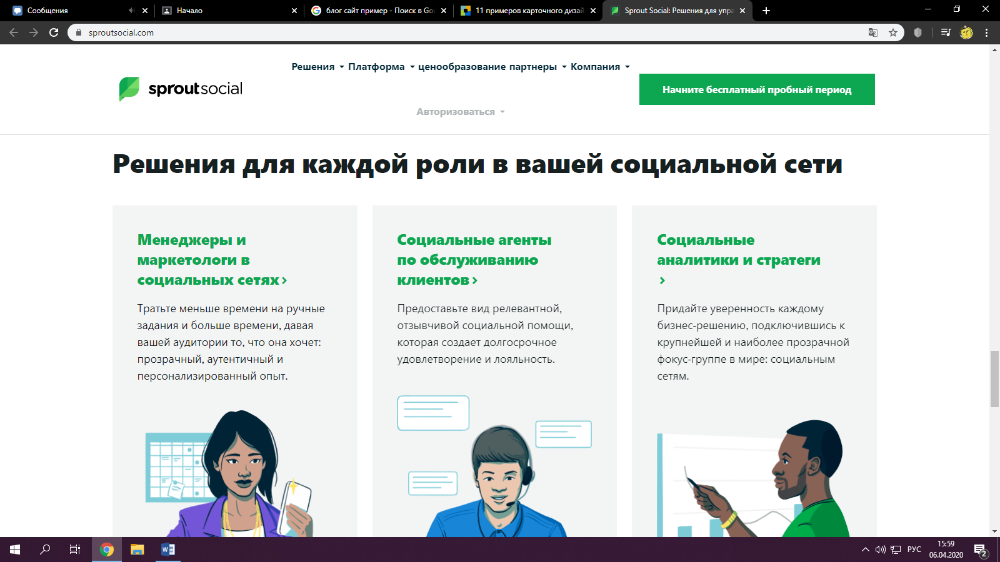 Сообщения
Начало
блог сайт пример - Поиск в Goo
11 примеров карточного дизай
Sprout Social: Решения для упра
sproutsocial.com
Решения Платформа ценообразование партнеры Компания
sproutsocial
Начните бесплатный пробный период
Авторизоваться
Решения для каждой роли в вашей социальной сети
Менеджеры и
маркетологи в
социальных сетях
Тратьте меньше времени на ручные
задания и больше времени, давая
вашей аудитории то, что она хочет:
прозрачный, аутентичный и
персонализированный опыт.
Социальные агенты
по обслуживанию
клиентов
Предоставьте вид релевантной,
отзывчивой социальной помощи,
которая создает долгосрочное
удовлетворение и лояльность.
Социальные
аналитики и стратеги
Придайте уверенность каждому
бизнес-решению, подключившись к
крупнейшей и наиболее прозрачной
фокус-группе в мире: социальным
сетям.
РУС
15:59
06.04.2020
2